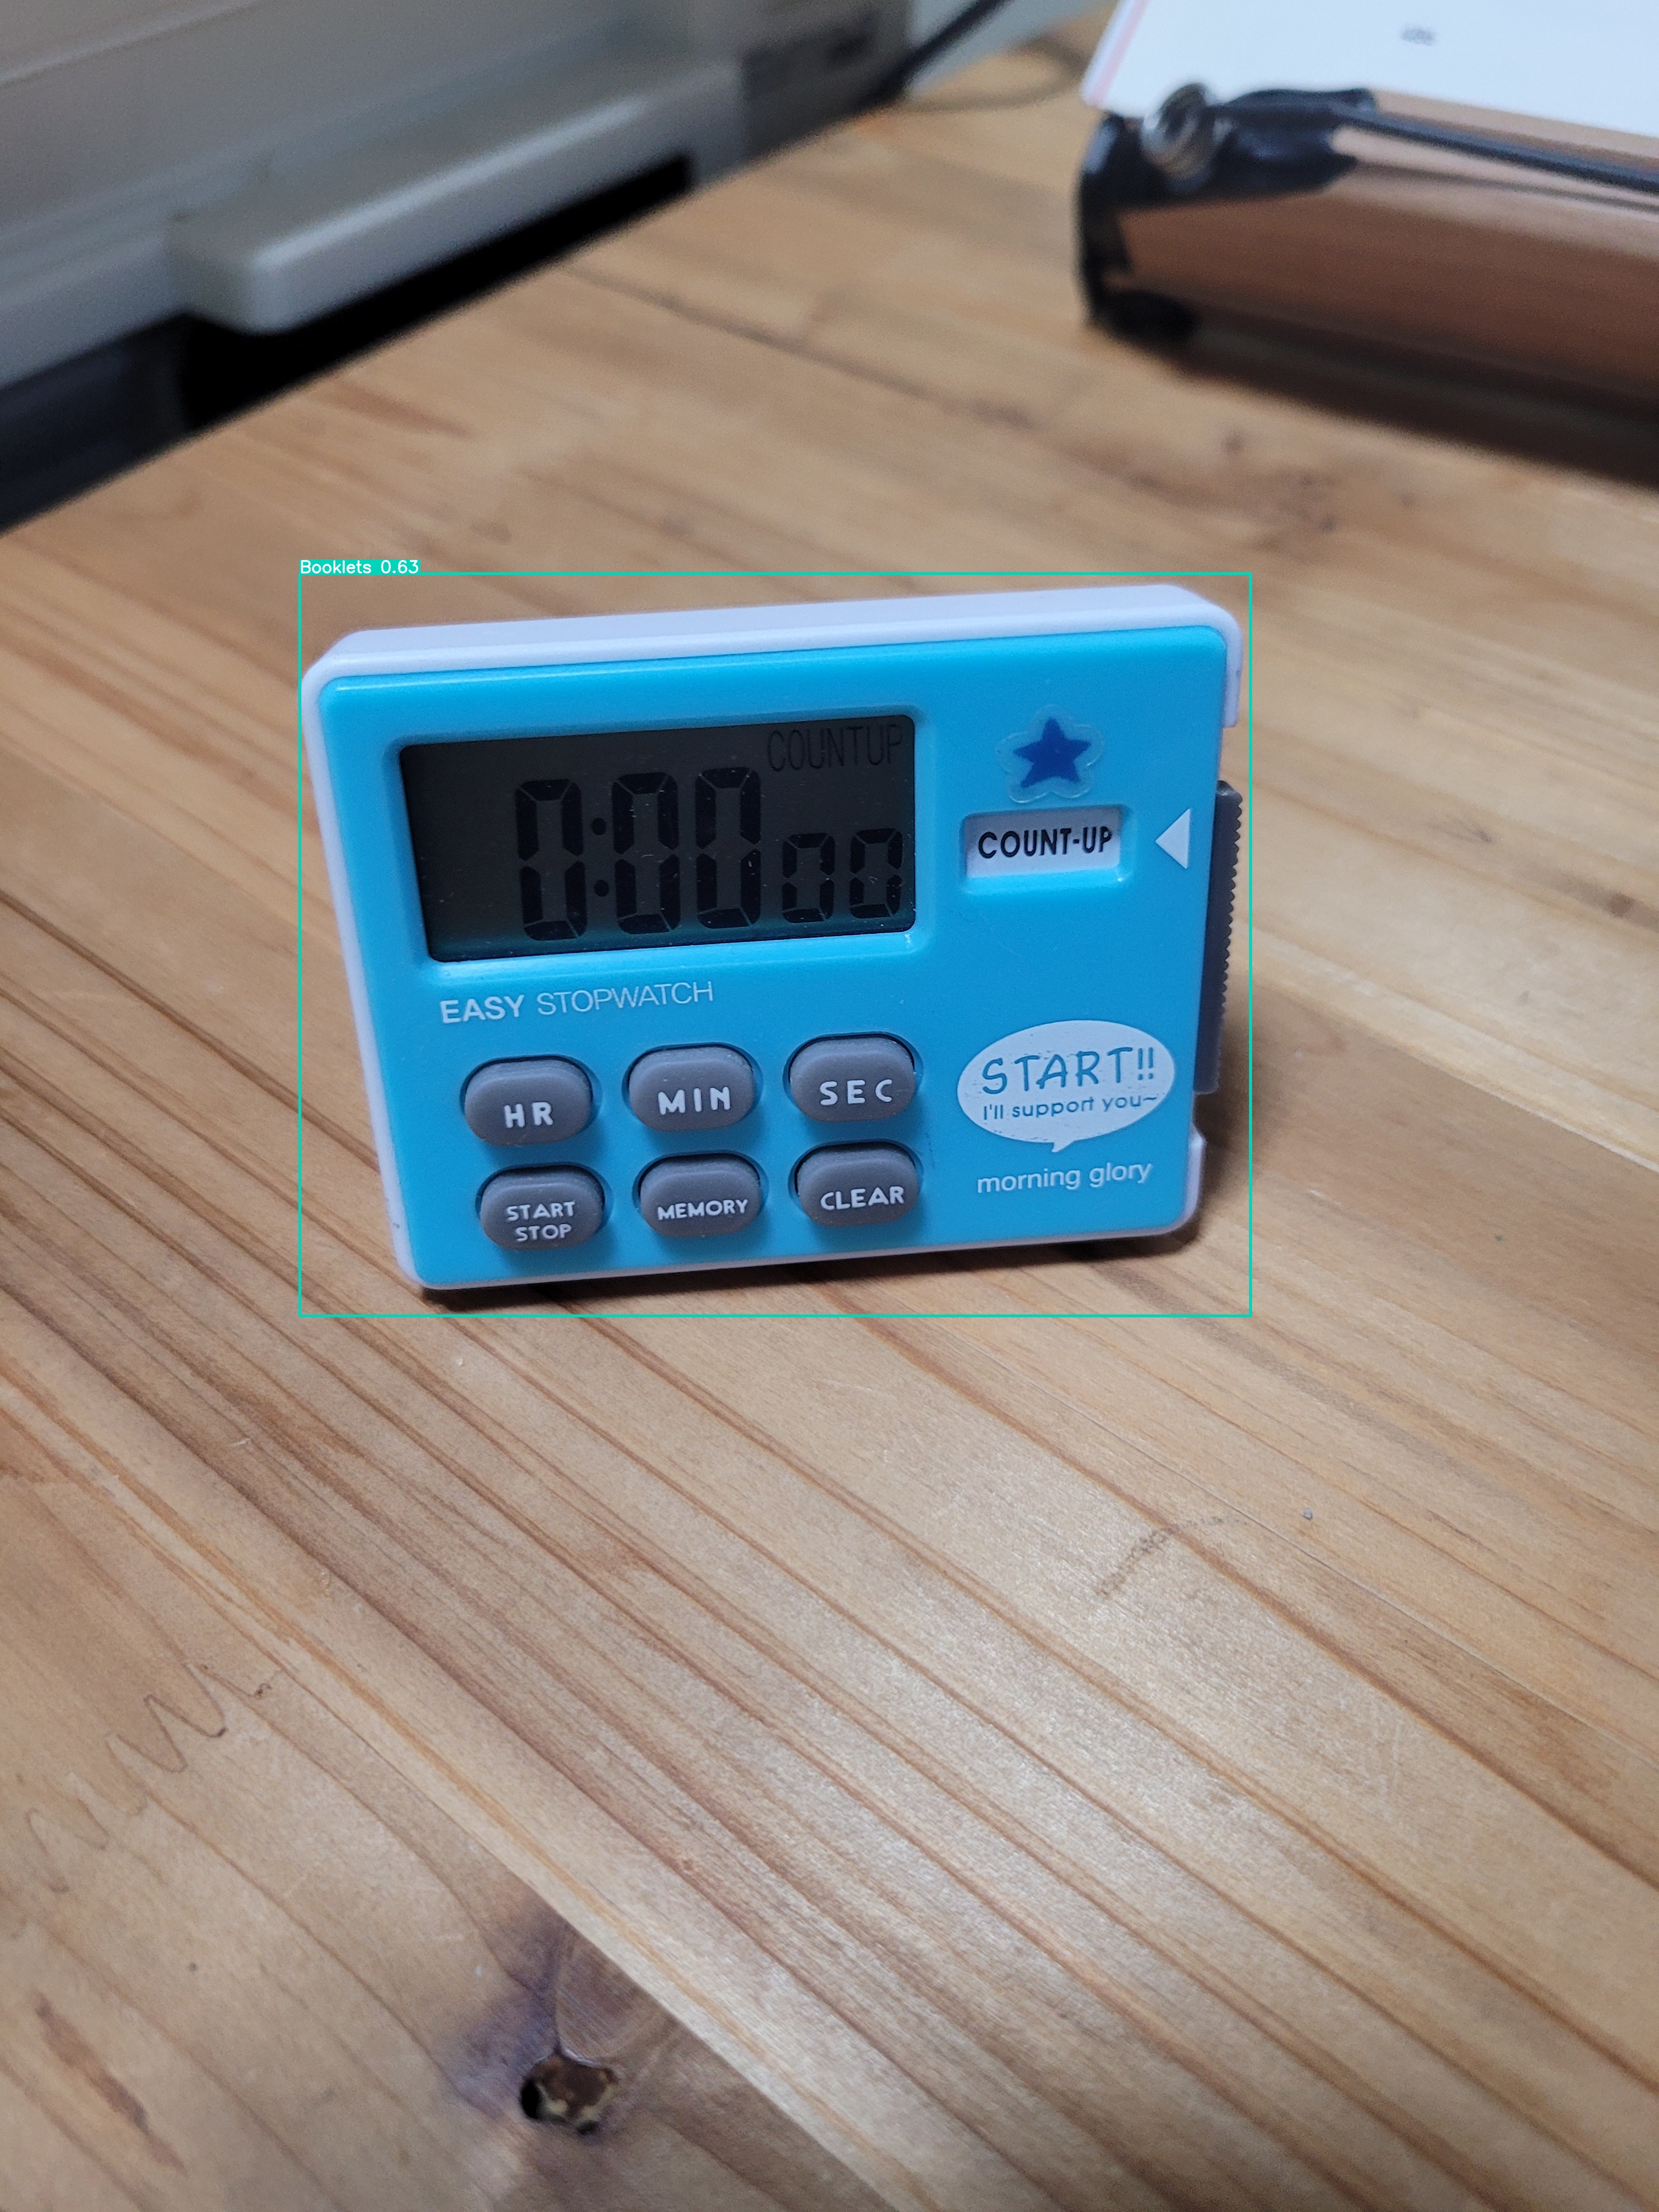 Booklets 0.63
COUNTUP
0:00 00
COUNT-UP
EASY STOPWATCH
HR MIN SEC
START!!
I'll support you~
morning glory
START
STOP
MEMORY
CLEAR